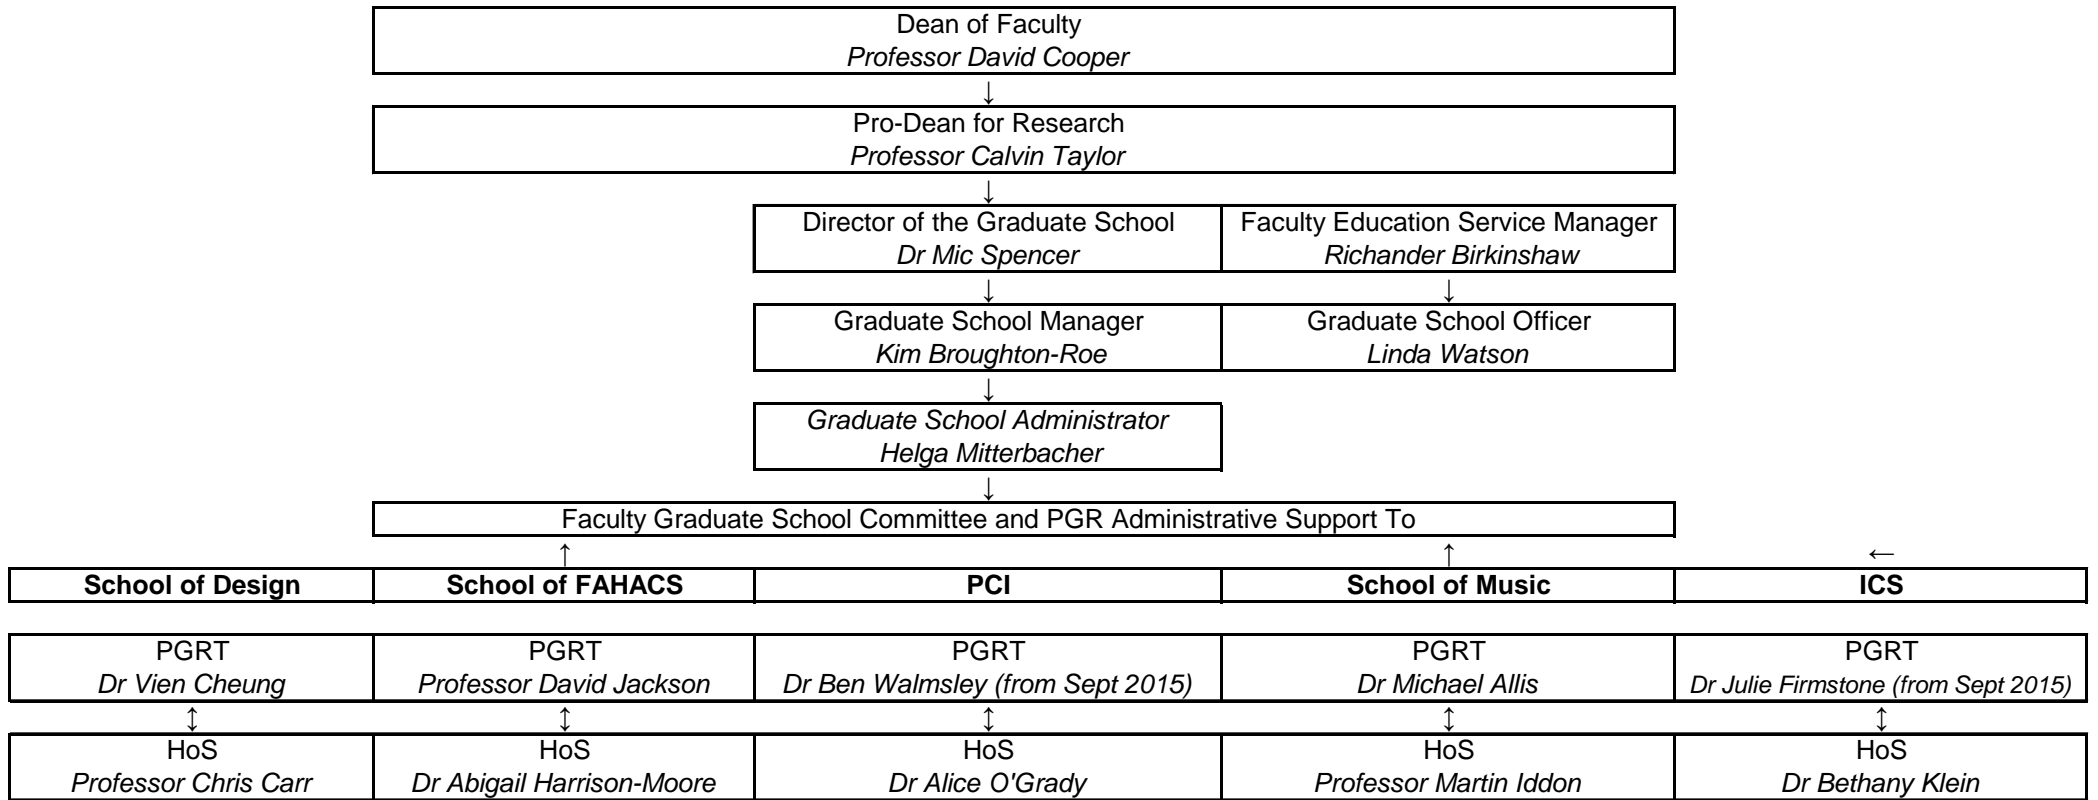 Dean of Faculty
Professor David Cooper
↓
Pro-Dean for Research
Professor Calvin Taylor
↓
Director of the Graduate School Faculty Education Service Manager
Dr Mic Spencer Richander Birkinshaw
↓ ↓
Graduate School Manager Graduate School Officer
Kim Broughton-Roe Linda Watson
↓
Graduate School Administrator
Helga Mitterbacher
↓
Faculty Graduate School Committee and PGR Administrative Support To
↑ ↑ ←
School of Design School of FAHACS PCI School of Music ICS
PGRT PGRT PGRT PGRT PGRT
Dr Vien Cheung Professor David Jackson Dr Ben Walmsley (from Sept 2015) Dr Michael Allis Dr Julie Firmstone (from Sept 2015)
↕ ↕ ↕ ↕ ↕
HoS HoS HoS HoS HoS
Professor Chris Carr Dr Abigail Harrison-Moore Dr Alice O'Grady Professor Martin Iddon Dr Bethany Klein